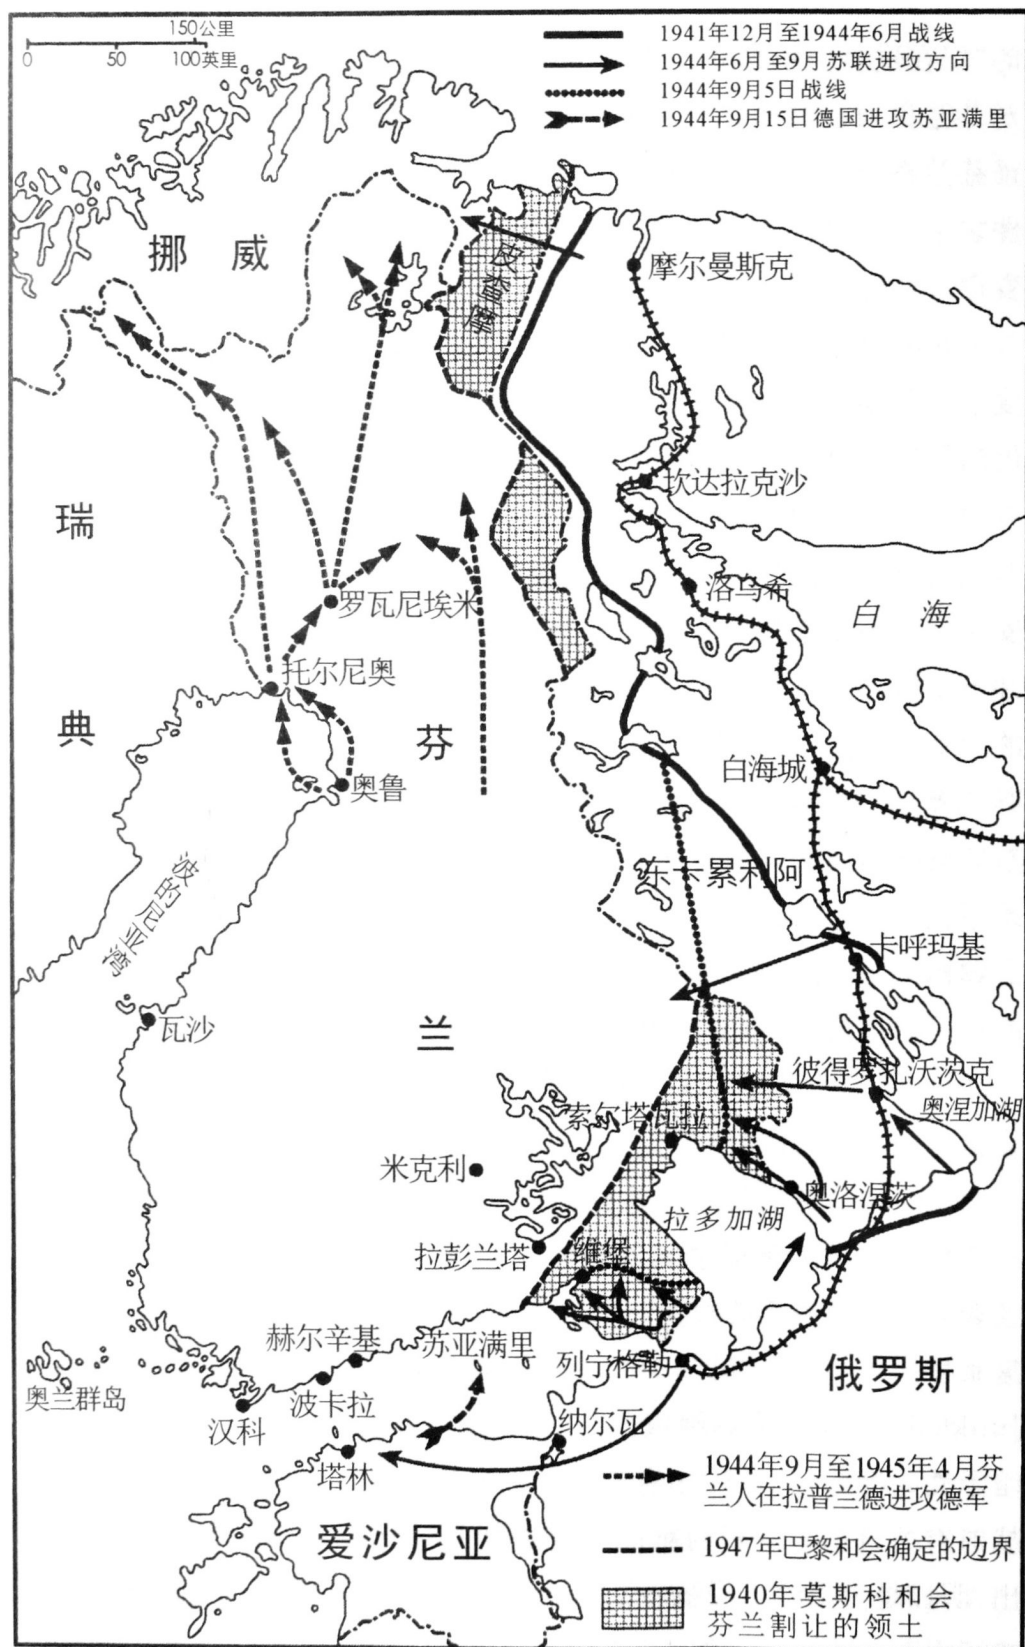 150公里
0 50 100英里
1941年12月至1944年6月战线
1944年6月至9月苏联进攻方向
1944年9月5日战线
1944年9月15日德国进攻苏亚满里
挪 威
皮查摩
摩尔曼斯克
坎达拉克沙
瑞
洛乌希
罗瓦尼埃米
白 海
托尔尼奥
典
芬
白海城
奥鲁
波的尼亚湾
东卡累利阿
卡呼玛基
瓦沙
兰
彼得罗扎沃茨克
奥涅加湖
索尔塔瓦拉
米克利
奥洛涅茨
拉多加湖
拉彭兰塔
维堡
赫尔辛基
苏亚满里
列宁格勒
俄罗斯
奥兰群岛
波卡拉
汉科
纳尔瓦
塔林
爱沙尼亚
1944年9月至1945年4月芬
兰人在拉普兰德进攻德军
1947年巴黎和会确定的边界
1940年莫斯科和会
芬兰割让的领土